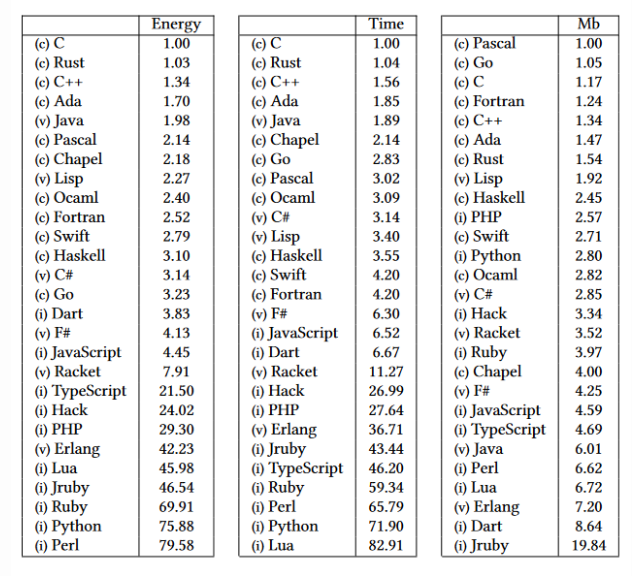 Energy Time Mb
(c) C 1.00 (c) C 1.00 (c) Pascal 1.00
(c) Rust 1.03 (c) Rust 1.04 (c) Go 1.05
(c) C++ 1.34 (c) C++ 1.56 (c) C 1.17
(c) Ada 1.70 (c) Ada 1.85 (c) Fortran 1.24
(v) Java 1.98 (v) Java 1.89 (c) C++ 1.34
(c) Pascal 2.14 (c) Chapel 2.14 (c) Ada 1.47
(c) Chapel 2.18 (c) Go 2.83 (c) Rust 1.54
(v) Lisp 2.27 (c) Pascal 3.02 (v) Lisp 1.92
(c) Ocaml 2.40 (c) Ocaml 3.09 (c) Haskell 2.45
(c) Fortran 2.52 (v) C# 3.14 (i) PHP 2.57
(c) Swift 2.79 (v) Lisp 3.40 (c) Swift 2.71
(c) Haskell 3.10 (c) Haskell 3.55 (i) Python 2.80
(v) C# 3.14 (c) Swift 4.20 (c) Ocaml 2.82
(c) Go 3.23 (c) Fortran 4.20 (v) C# 2.85
(i) Dart 3.83 (v) F# 6.30 (i) Hack 3.34
(v) F# 4.13 (i) JavaScript 6.52 (v) Racket 3.52
(i) JavaScript 4.45 (i) Dart 6.67 (i) Ruby 3.97
(v) Racket 7.91 (v) Racket 11.27 (c) Chapel 4.00
(i) TypeScript 21.50 (i) Hack 26.99 (v) F# 4.25
(i) Hack 24.02 (i) PHP 27.64 (i) JavaScript 4.59
(i) PHP 29.30 (v) Erlang 36.71 (i) TypeScript 4.69
(v) Erlang 42.23 (i) Jruby 43.44 (v) Java 6.01
(i) Lua 45.98 (i) TypeScript 46.20 (i) Perl 6.62
(i) Jruby 46.54 (i) Ruby 59.34 (i) Lua 6.72
(i) Ruby 69.91 (i) Perl 65.79 (v) Erlang 7.20
(i) Python 75.88 (i) Python 71.90 (i) Dart 8.64
(i) Perl 79.58 (i) Lua 82.91 (i) Jruby 19.84